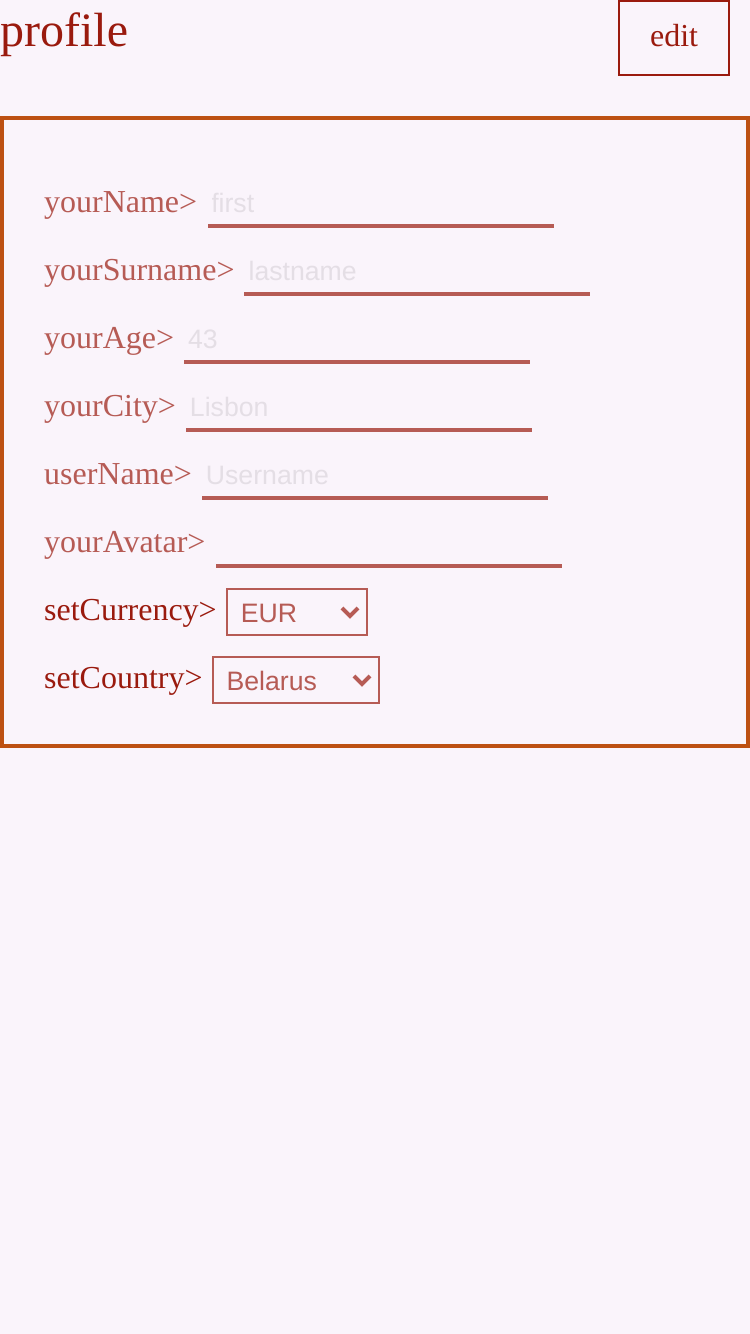 profile
edit
yourName> first
yourSurname> lastname
yourAge> 43
yourCity> Lisbon
userName> Username
yourAvatar>
setCurrency> EUR
setCountry> Belarus